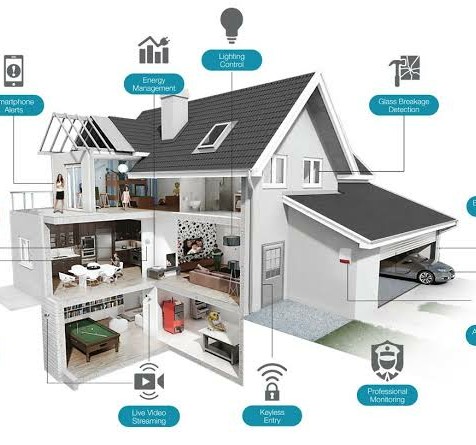 Lighting
Control
Energy
Management
martphone
Alerts
Glass Breakage
Detection
Live Video
Streaming
Keyless
Entry
Professional
Monitoring